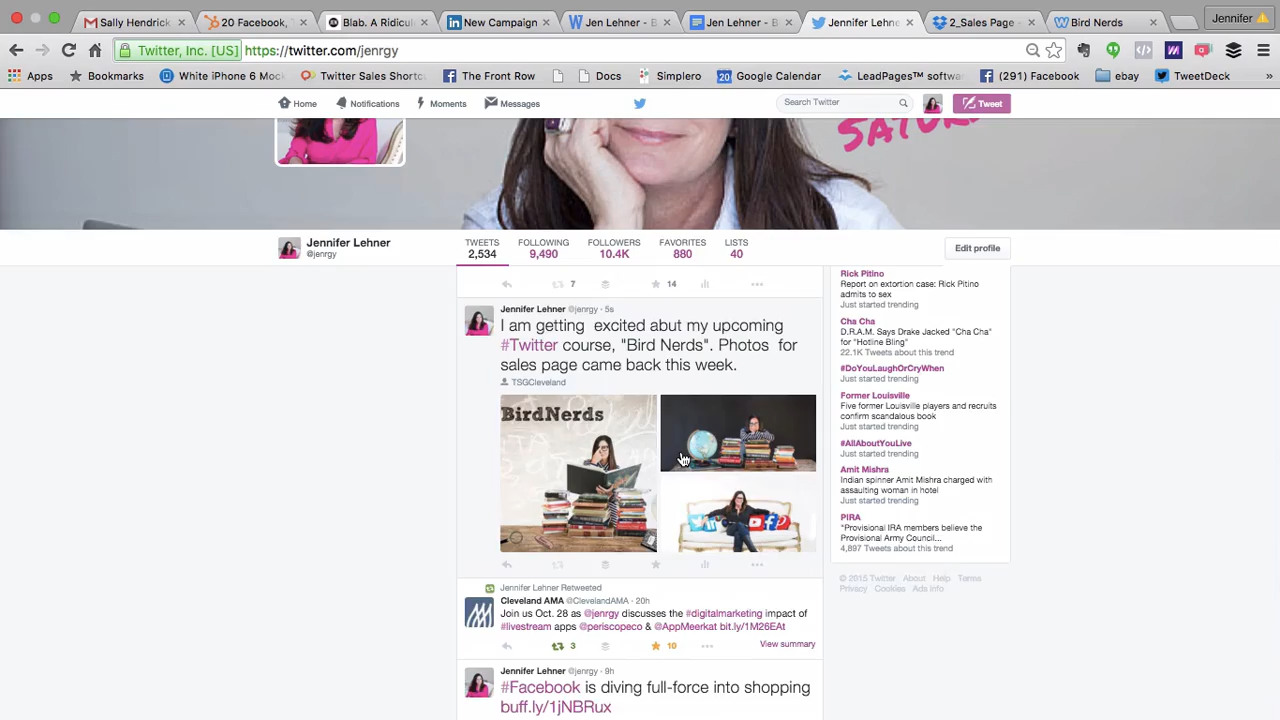 Sally Hendrick
20 Facebook,
Blab. A Ridicul
New Campaign
Jen Lehner - B
Jen Lehner - B
Jennifer Lehn
2_Sales Page -
Bird Nerds
Jennifer
Twitter, Inc. [US] https://twitter.com/jenrgy
Apps
Bookmarks
White iPhone 6 Mock
Twitter Sales Shortc
The Front Row
Docs
Simplero
20 Google Calendar
LeadPages™ softwa
(291) Facebook
ebay
TweetDeck
»
Home
Notifications
Moments
Messages
Search Twitter
Tweet
Jennifer Lehner
@jenrgy
TWEETS
2,534
FOLLOWING
9,490
FOLLOWERS
10.4K
FAVORITES
880
LISTS
40
Edit profile
7
14
Jennifer Lehner @jenrgy · 5s
I am getting excited abut my upcoming
#Twitter course, "Bird Nerds". Photos for
sales page came back this week.
TSGCleveland
BirdNerds
Jennifer Lehner Retweeted
Cleveland AMA @ClevelandAMA · 20h
Join us Oct. 28 as @jenrgy discusses the #digitalmarketing impact of
#livestream apps @periscopeco & @AppMeerkat bit.ly/1M26EAt
3
10
View summary
Jennifer Lehner @jenrgy · 9h
#Facebook is diving full-force into shopping
buff.ly/1jNBRux
Rick Pitino
Report on extortion case: Rick Pitino
admits to sex
Just started trending
Cha Cha
D.R.A.M. Says Drake Jacked "Cha Cha"
for "Hotline Bling"
22.1K Tweets about this trend
#DoYouLaughOrCryWhen
Just started trending
Former Louisville
Five former Louisville players and recruits
confirm scandalous book
Just started trending
#AllAboutYouLive
Just started trending
Amit Mishra
Indian spinner Amit Mishra charged with
assaulting woman in hotel
Just started trending
PIRA
"Provisional IRA members believe the
Provisional Army Council...
4,897 Tweets about this trend
© 2015 Twitter About Help Terms
Privacy Cookies Ads info